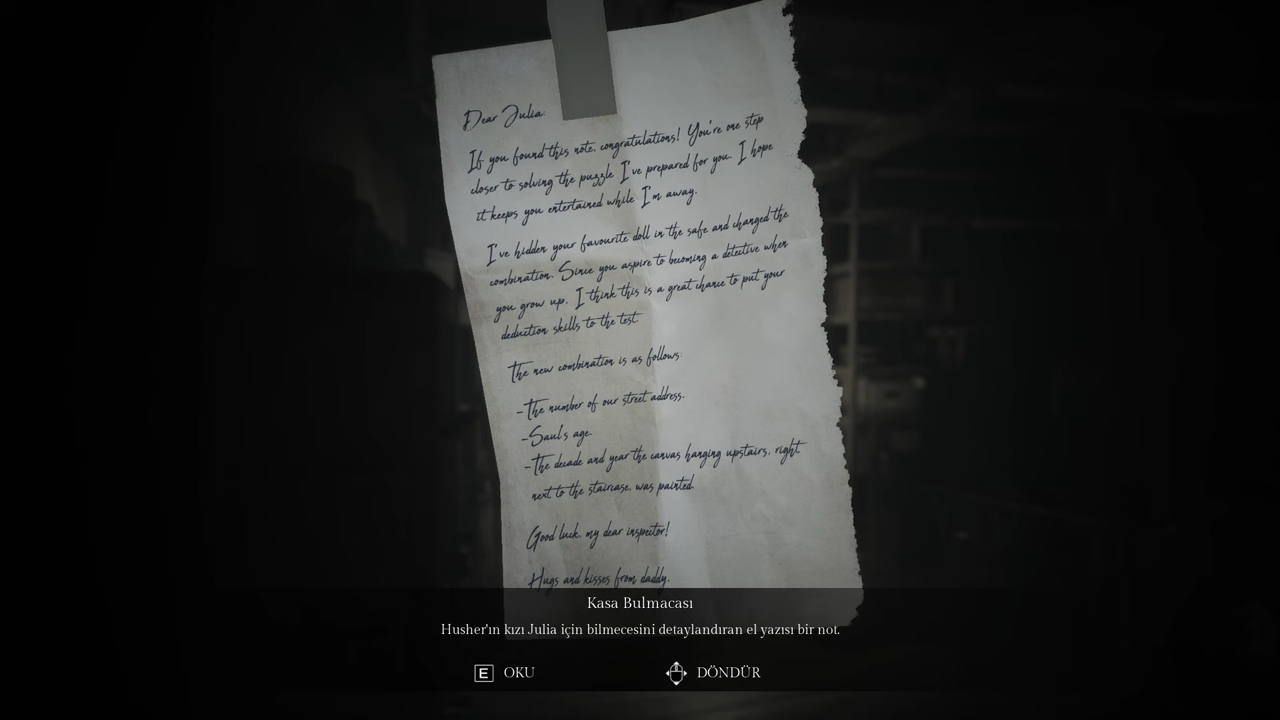 Dear Julia:
If you found this note, congratulations! You're one step
closer to solving the puzzle I've prepared for you. I hope
it keeps you entertained while I'm away.
I've hidden your favourite doll in the safe and changed the
combination. Since you aspire to becoming a detective when
you grow up, I think this is a great chance to put your
deduction skills to the test.
The new combination is as follows:
-The number of our street address.
-Saul's age.
-The decade and year the canvas hanging upstairs, right
next to the staircase, was painted.
Good luck, my dear inspector!
Hugs and kisses from daddy.
Kasa Bulmacası
Husher'ın kızı Julia için bilmecesini detaylandıran el yazısı bir not.
E OKU
DÖNDÜR